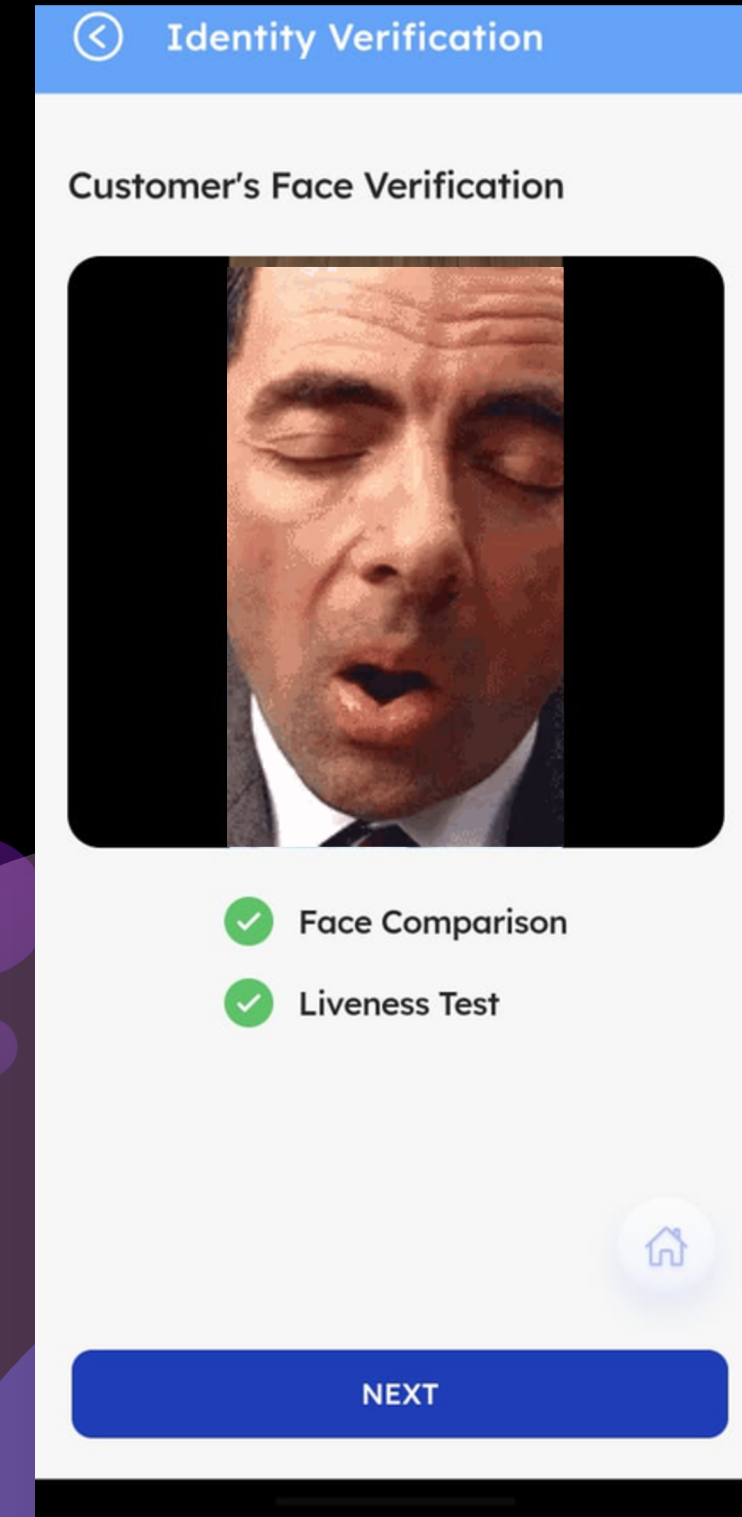 Identity Verification
Customer's Face Verification
Face Comparison
Liveness Test
NEXT